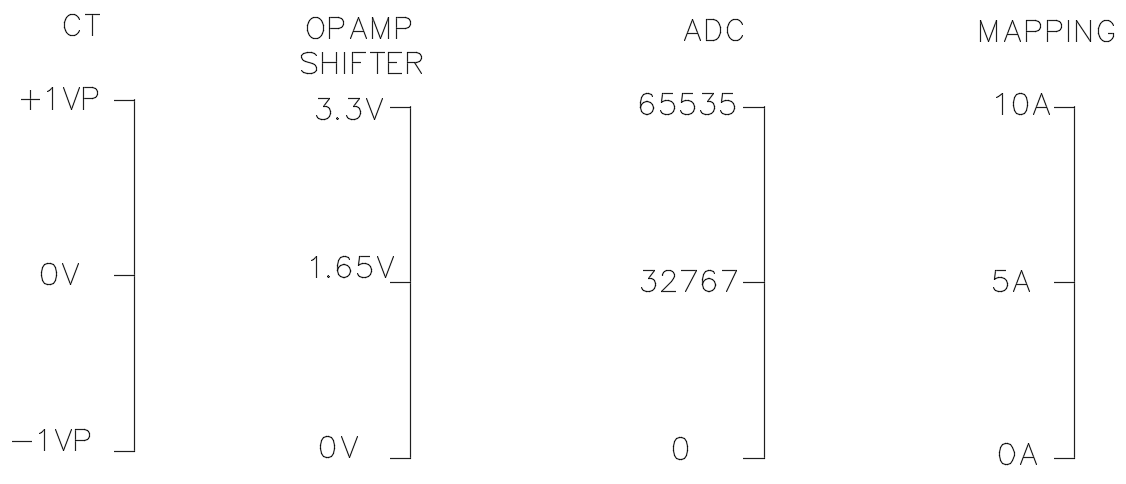 CT
+1VP
0V
-1VP
OPAMP
SHIFTER
3.3V
1.65V
0V
ADC
65535
32767
0
MAPPING
10A
5A
0A